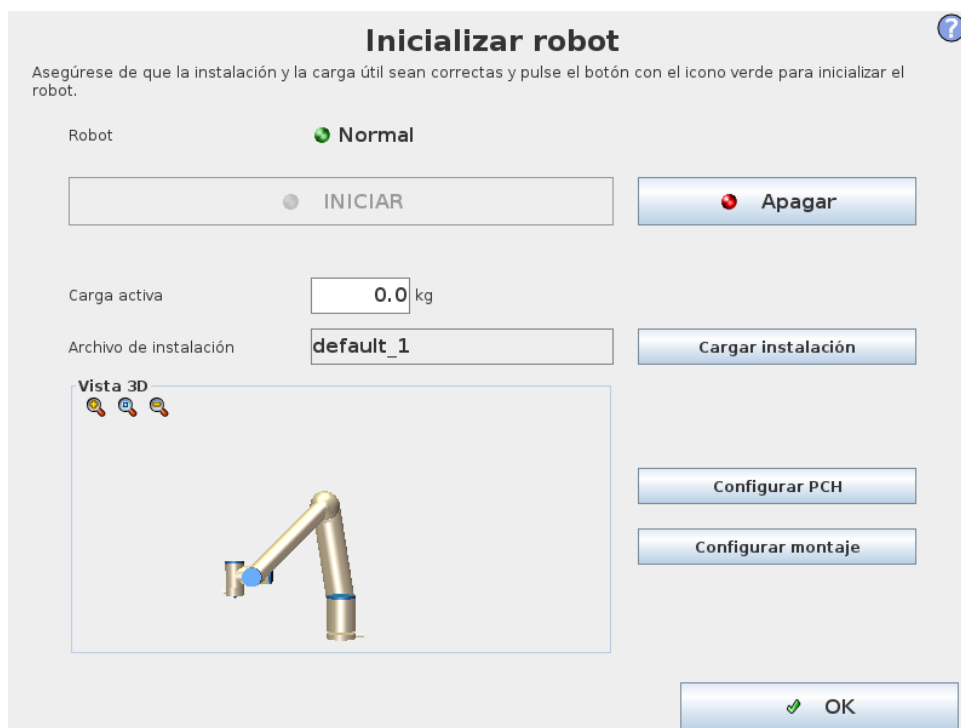 Inicializar robot
?
Asegúrese de que la instalación y la carga útil sean correctas y pulse el botón con el icono verde para inicializar el
robot.
Robot
Normal
INICIAR
Apagar
Carga activa
0.0 kg
Archivo de instalación
default_1
Cargar instalación
Vista 3D
Configurar PCH
Configurar montaje
OK